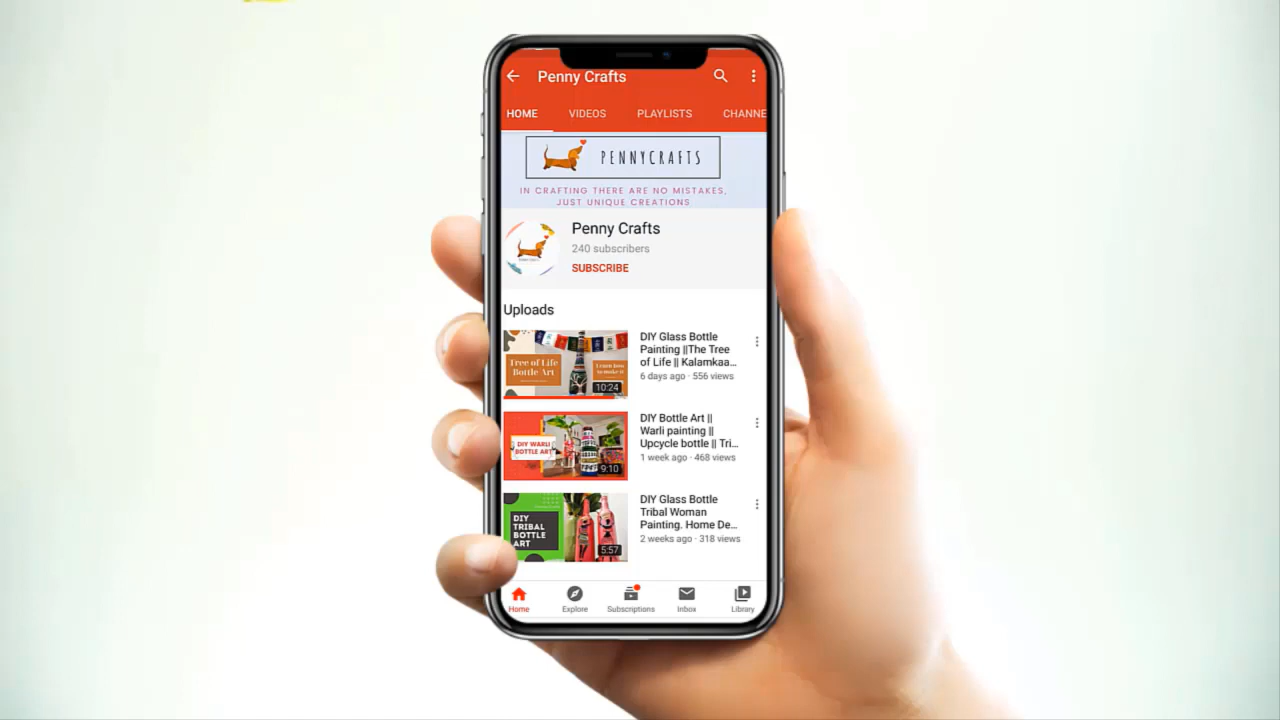 Penny Crafts
HOME VIDEOS PLAYLISTS CHANNE
PENNYCRAFTS
IN CRAFTING THERE ARE NO MISTAKES,
JUST UNIQUE CREATIONS
Penny Crafts
240 subscribers
SUBSCRIBE
Uploads
Tree of Life
Bottle Art
Learn how
to make it
10:24
DIY Glass Bottle
Painting ||The Tree
of Life || Kalamkaa...
6 days ago · 556 views
DIY WARLI
BOTTLE ART
9:10
DIY Bottle Art ||
Warli painting ||
Upcycle bottle || Tri...
1 week ago · 468 views
DIY
TRIBAL
BOTTLE
ART
5:57
DIY Glass Bottle
Tribal Woman
Painting. Home De...
2 weeks ago · 318 views
Home Explore Subscriptions Inbox Library